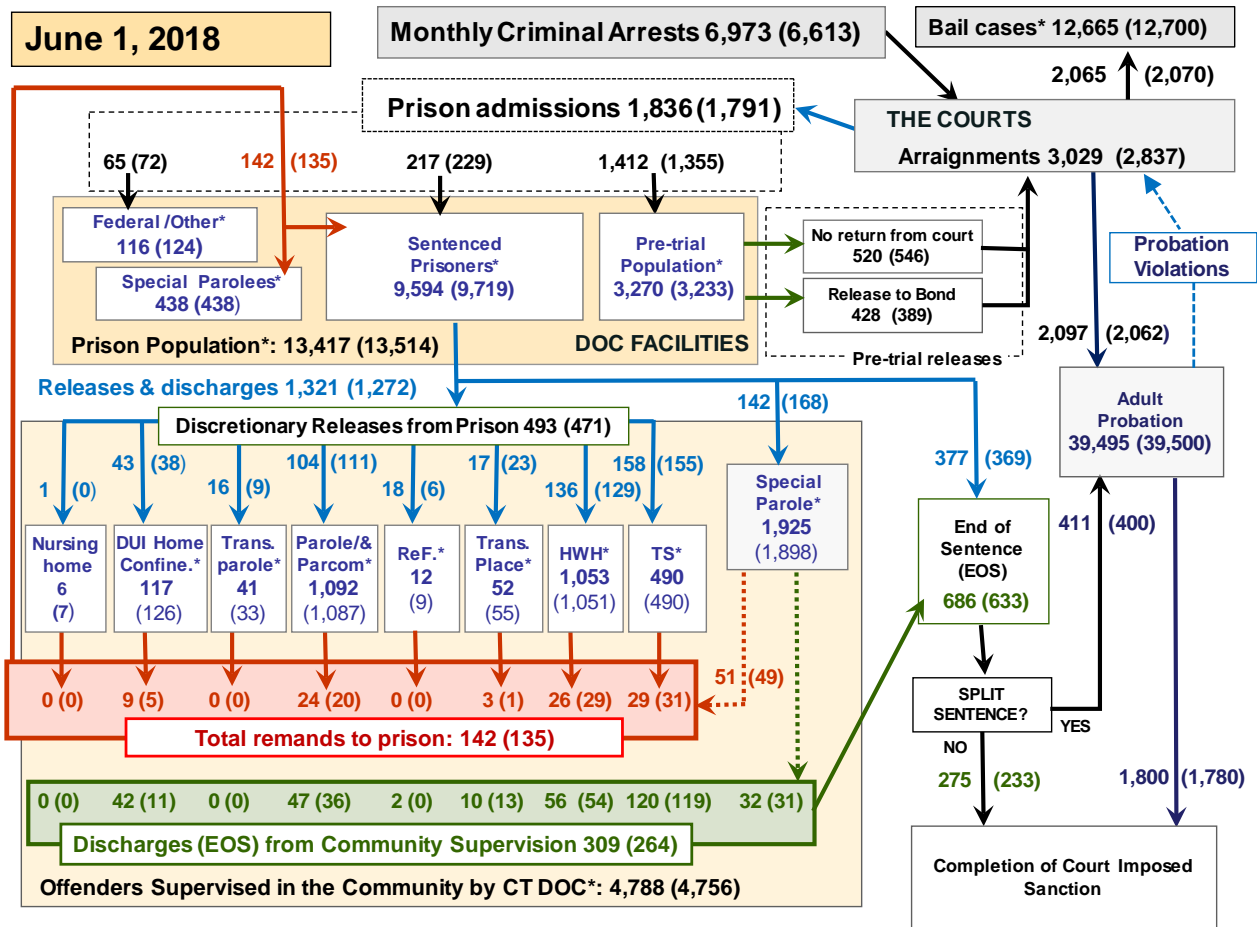 June 1, 2018
Monthly Criminal Arrests 6,973 (6,613)
Bail cases* 12,665 (12,700)
2,065 (2,070)
Prison admissions 1,836 (1,791)
THE COURTS
Arraignments 3,029 (2,837)
65 (72)
142 (135)
217 (229)
1,412 (1,355)
Federal /Other*
116 (124)
Special Parolees*
438 (438)
Sentenced
Prisoners*
9,594 (9,719)
Pre-trial
Population*
3,270 (3,233)
No return from court
520 (546)
Release to Bond
428 (389)
Pre-trial releases
Probation
Violations
Prison Population*: 13,417 (13,514)
DOC FACILITIES
2,097 (2,062)
Releases & discharges 1,321 (1,272)
142 (168)
Adult
Probation
39,495 (39,500)
Discretionary Releases from Prison 493 (471)
377 (369)
411 (400)
1 (0)
43 (38)
16 (9)
104 (111)
18 (6)
17 (23)
136 (129)
158 (155)
Special
Parole*
1,925
(1,898)
Nursing
home
6
(7)
DUI Home
Confine.*
117
(126)
Trans.
parole*
41
(33)
Parole/&
Parcom*
1,092
(1,087)
ReF.*
12
(9)
Trans.
Place*
52
(55)
HWH*
1,053
(1,051)
TS*
490
(490)
End of
Sentence
(EOS)
686 (633)
0 (0)
9 (5)
0 (0)
24 (20)
0 (0)
3 (1)
26 (29)
29 (31)
51 (49)
Total remands to prison: 142 (135)
SPLIT
SENTENCE?
YES
NO
275 (233)
1,800 (1,780)
0 (0)
42 (11)
0 (0)
47 (36)
2 (0)
10 (13)
56 (54)
120 (119)
32 (31)
Discharges (EOS) from Community Supervision 309 (264)
Offenders Supervised in the Community by CT DOC*: 4,788 (4,756)
Completion of Court Imposed
Sanction